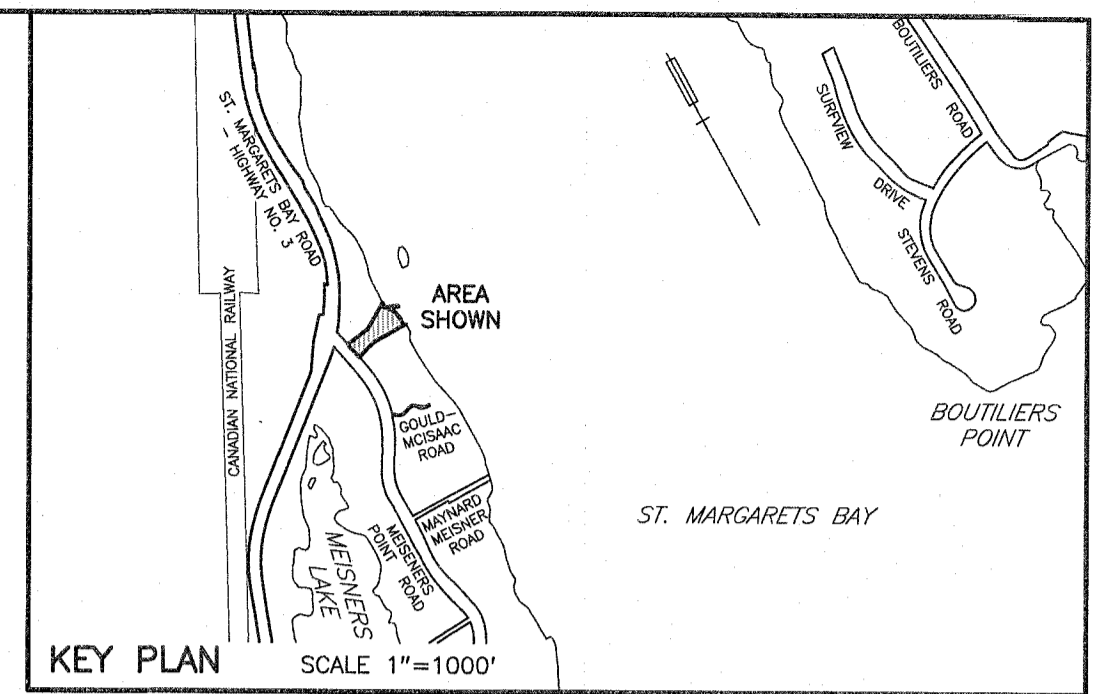 ST. MARGARETS BAY ROAD
– HIGHWAY NO. 3
CANADIAN NATIONAL RAILWAY
AREA
SHOWN
BOUTILIERS ROAD
SURFVIEW DRIVE
STEVENS ROAD
BOUTILIERS
POINT
GOULD–
MCISAAC
ROAD
MAYNARD
MEISNER
ROAD
MEISENERS
POINT ROAD
MEISNERS
LAKE
ST. MARGARETS BAY
KEY PLAN SCALE 1"=1000'